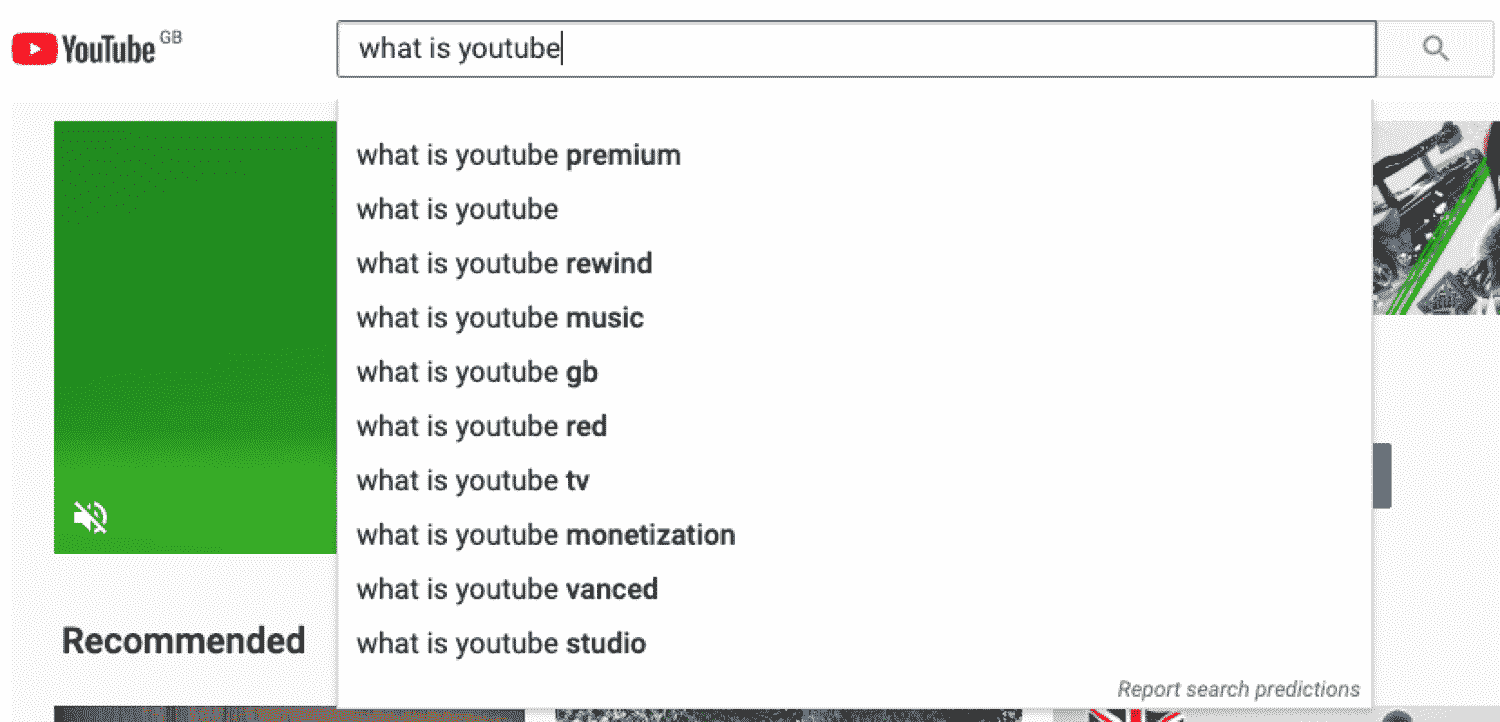 YouTube GB
what is youtube
what is youtube premium
what is youtube
what is youtube rewind
what is youtube music
what is youtube gb
what is youtube red
what is youtube tv
what is youtube monetization
what is youtube vanced
what is youtube studio
Recommended
Report search predictions